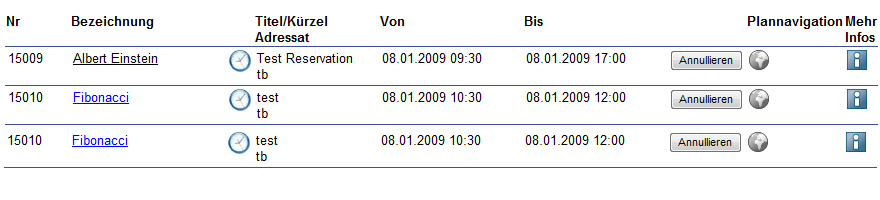 Nr Bezeichnung Titel/Kürzel Von Bis Plannavigation Mehr
Adressat Infos
15009 Albert Einstein Test Reservation 08.01.2009 09:30 08.01.2009 17:00 Annullieren
tb
15010 Fibonacci test 08.01.2009 10:30 08.01.2009 12:00 Annullieren
tb
15010 Fibonacci test 08.01.2009 10:30 08.01.2009 12:00 Annullieren
tb